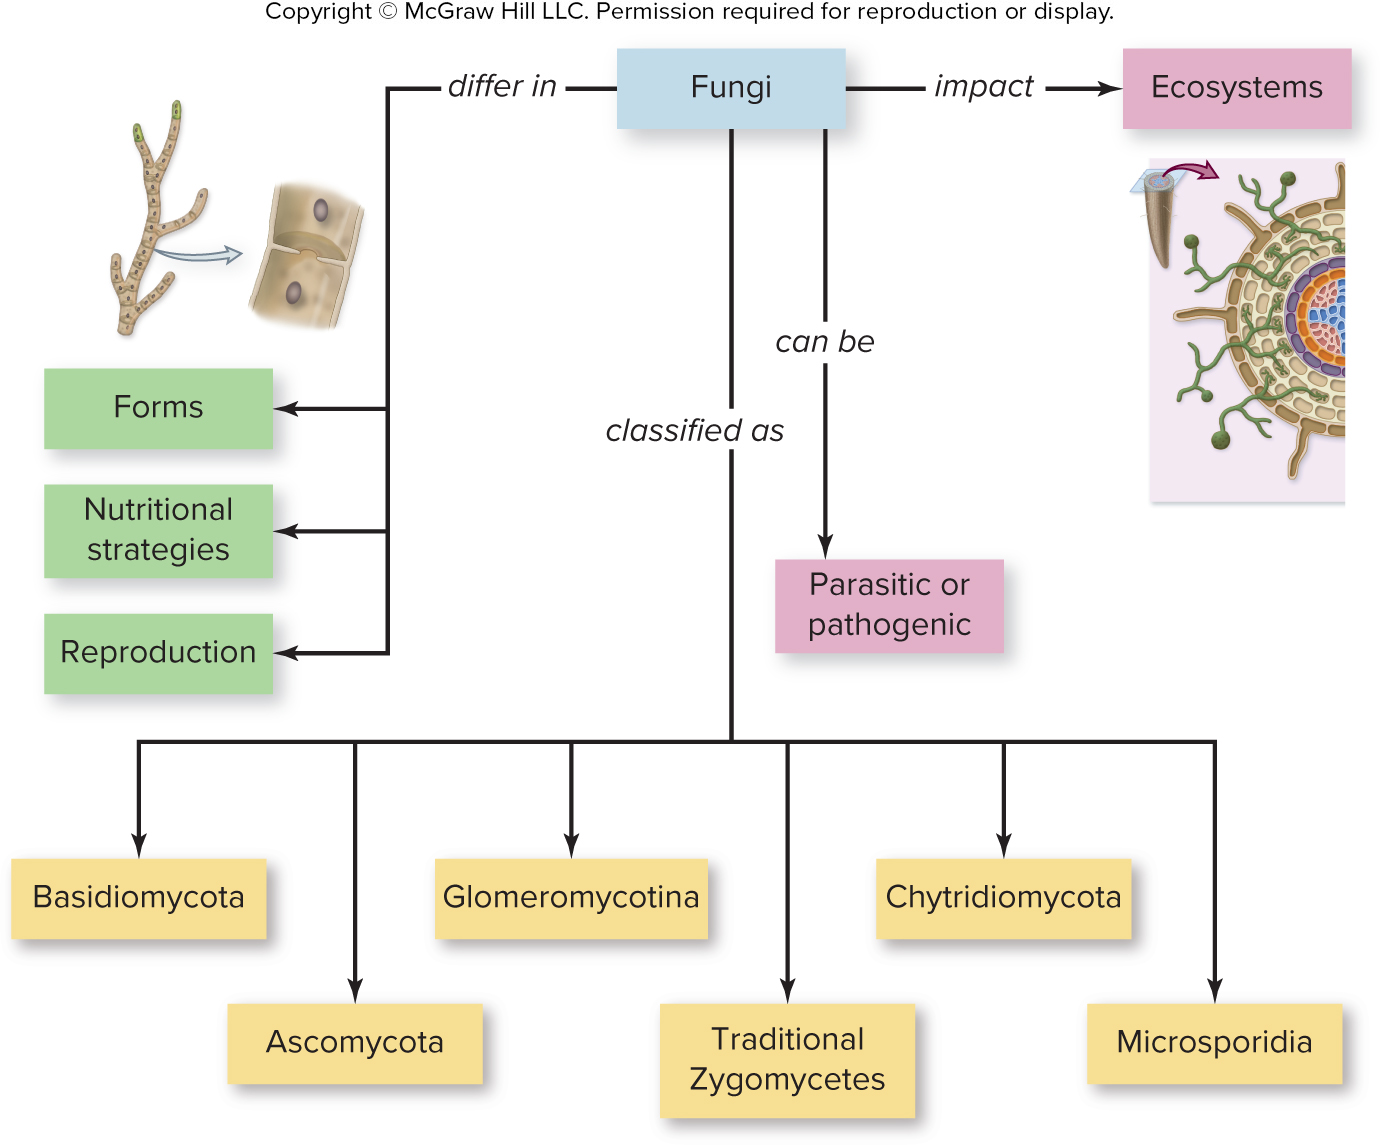 Copyright © McGraw Hill LLC. Permission required for reproduction or display.
differ in
Fungi
impact
Ecosystems
can be
classified as
Forms
Nutritional
strategies
Reproduction
Parasitic or
pathogenic
Basidiomycota
Glomeromycotina
Chytridiomycota
Ascomycota
Traditional
Zygomycetes
Microsporidia